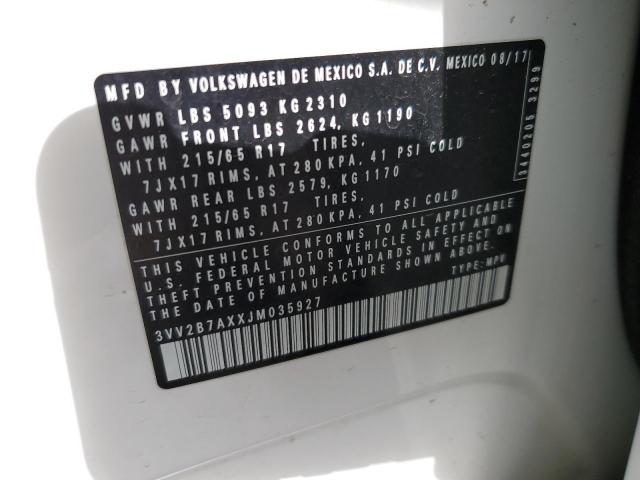 MFD BY VOLKSWAGEN DE MEXICO S.A. DE C.V. MEXICO 08/17
GVWR LBS 5093 KG 2310
GAWR FRONT LBS 2624, KG 1190
WITH 215/65 R17 TIRES,
7JX17 RIMS, AT 280 KPA, 41 PSI COLD
GAWR REAR LBS 2579, KG 1170
WITH 215/65 R17 TIRES,
7JX17 RIMS, AT 280 KPA, 41 PSI COLD
THIS VEHICLE CONFORMS TO ALL APPLICABLE
U.S. FEDERAL MOTOR VEHICLE SAFETY AND
THEFT PREVENTION STANDARDS IN EFFECT ON
THE DATE OF MANUFACTURE SHOWN ABOVE.
TYPE: MPV
3VV2B7AXXJM035927
3440205 3299